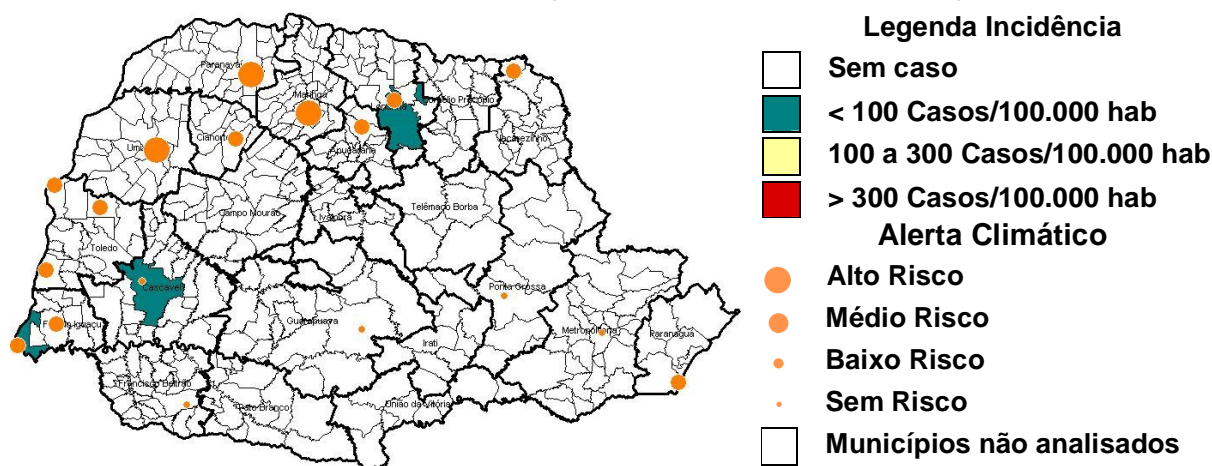 Legenda Incidência
Sem caso
< 100 Casos/100.000 hab
100 a 300 Casos/100.000 hab
> 300 Casos/100.000 hab
Alerta Climático
Alto Risco
Médio Risco
Baixo Risco
Sem Risco
Municípios não analisados
Paranavaí
Maringá
Cianorte
Apucarana
Jacarezinho
Campo Mourão
Ivaiporã
Telêmaco Borba
Toledo
Cascavel
Ponta Grossa
Guarapuava
Irati
Metropolitana
Paranaguá
Francisco Beltrão
Pato Branco
União da Vitória